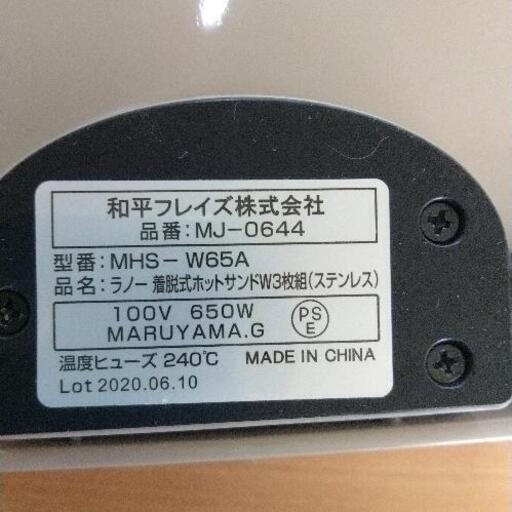 和平フレイズ株式会社
品番:MJ-0644
型番:MHS-W65A
品名:ラノー 着脱式ホットサンドW3枚組(ステンレス)
100V 650W
MARUYAMA.G
PS
E
温度ヒューズ240℃ MADE IN CHINA
Lot 2020.06.10